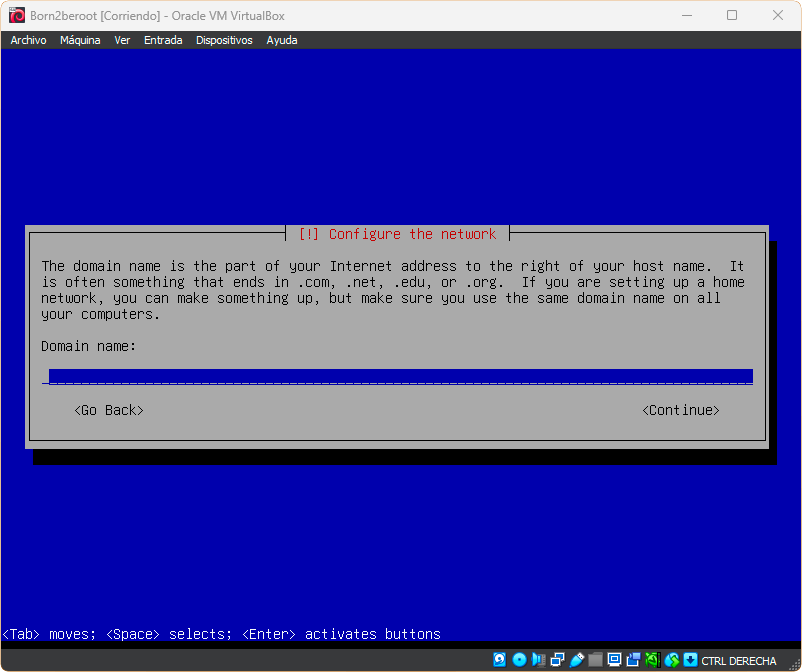 Born2beroot [Corriendo] - Oracle VM VirtualBox
Archivo Máquina Ver Entrada Dispositivos Ayuda
[!] Configure the network
The domain name is the part of your Internet address to the right of your host name. It
is often something that ends in .com, .net, .edu, or .org. If you are setting up a home
network, you can make something up, but make sure you use the same domain name on all
your computers.
Domain name:
<Go Back> <Continue>
<Tab> moves; <Space> selects; <Enter> activates buttons
CTRL DERECHA